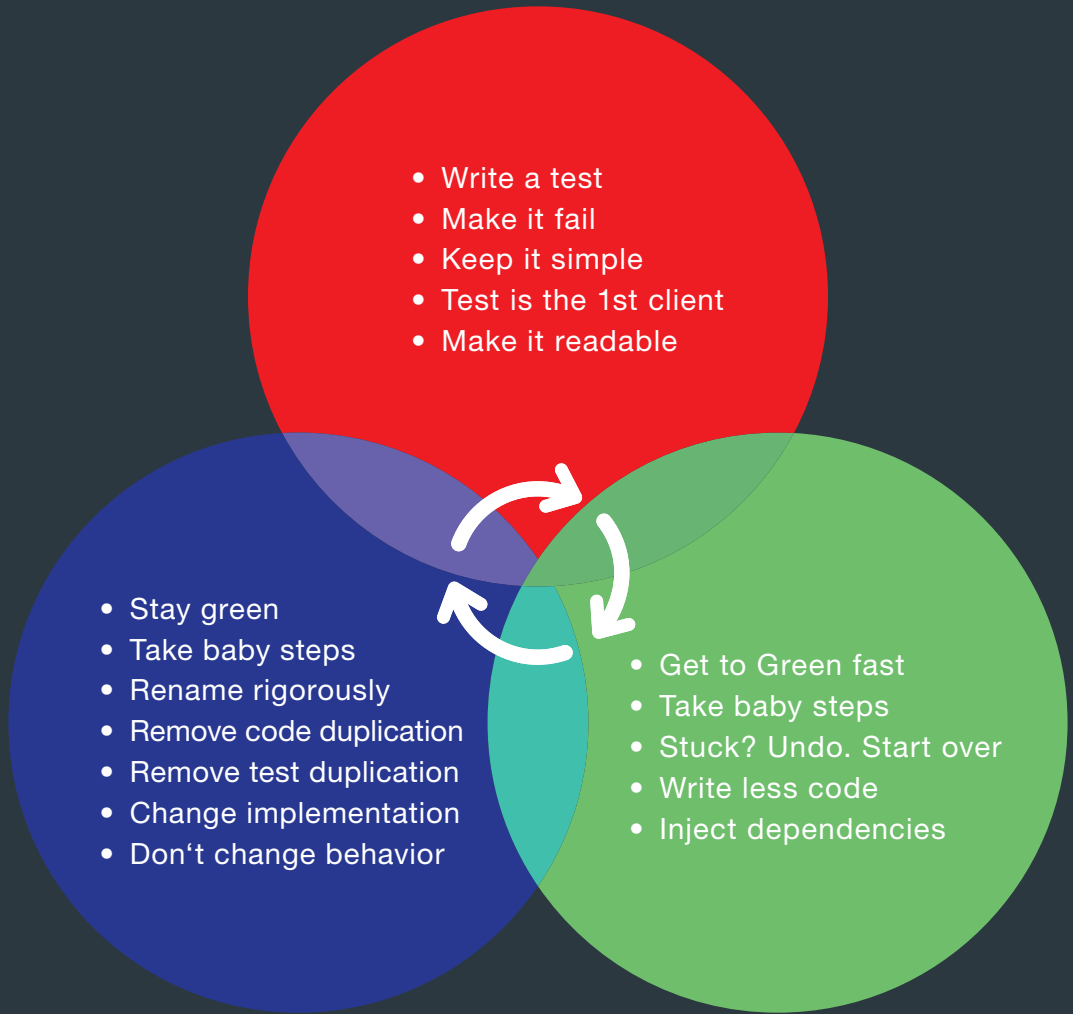 • Write a test
• Make it fail
• Keep it simple
• Test is the 1st client
• Make it readable
• Stay green
• Take baby steps
• Rename rigorously
• Remove code duplication
• Remove test duplication
• Change implementation
• Don‘t change behavior
• Get to Green fast
• Take baby steps
• Stuck? Undo. Start over
• Write less code
• Inject dependencies